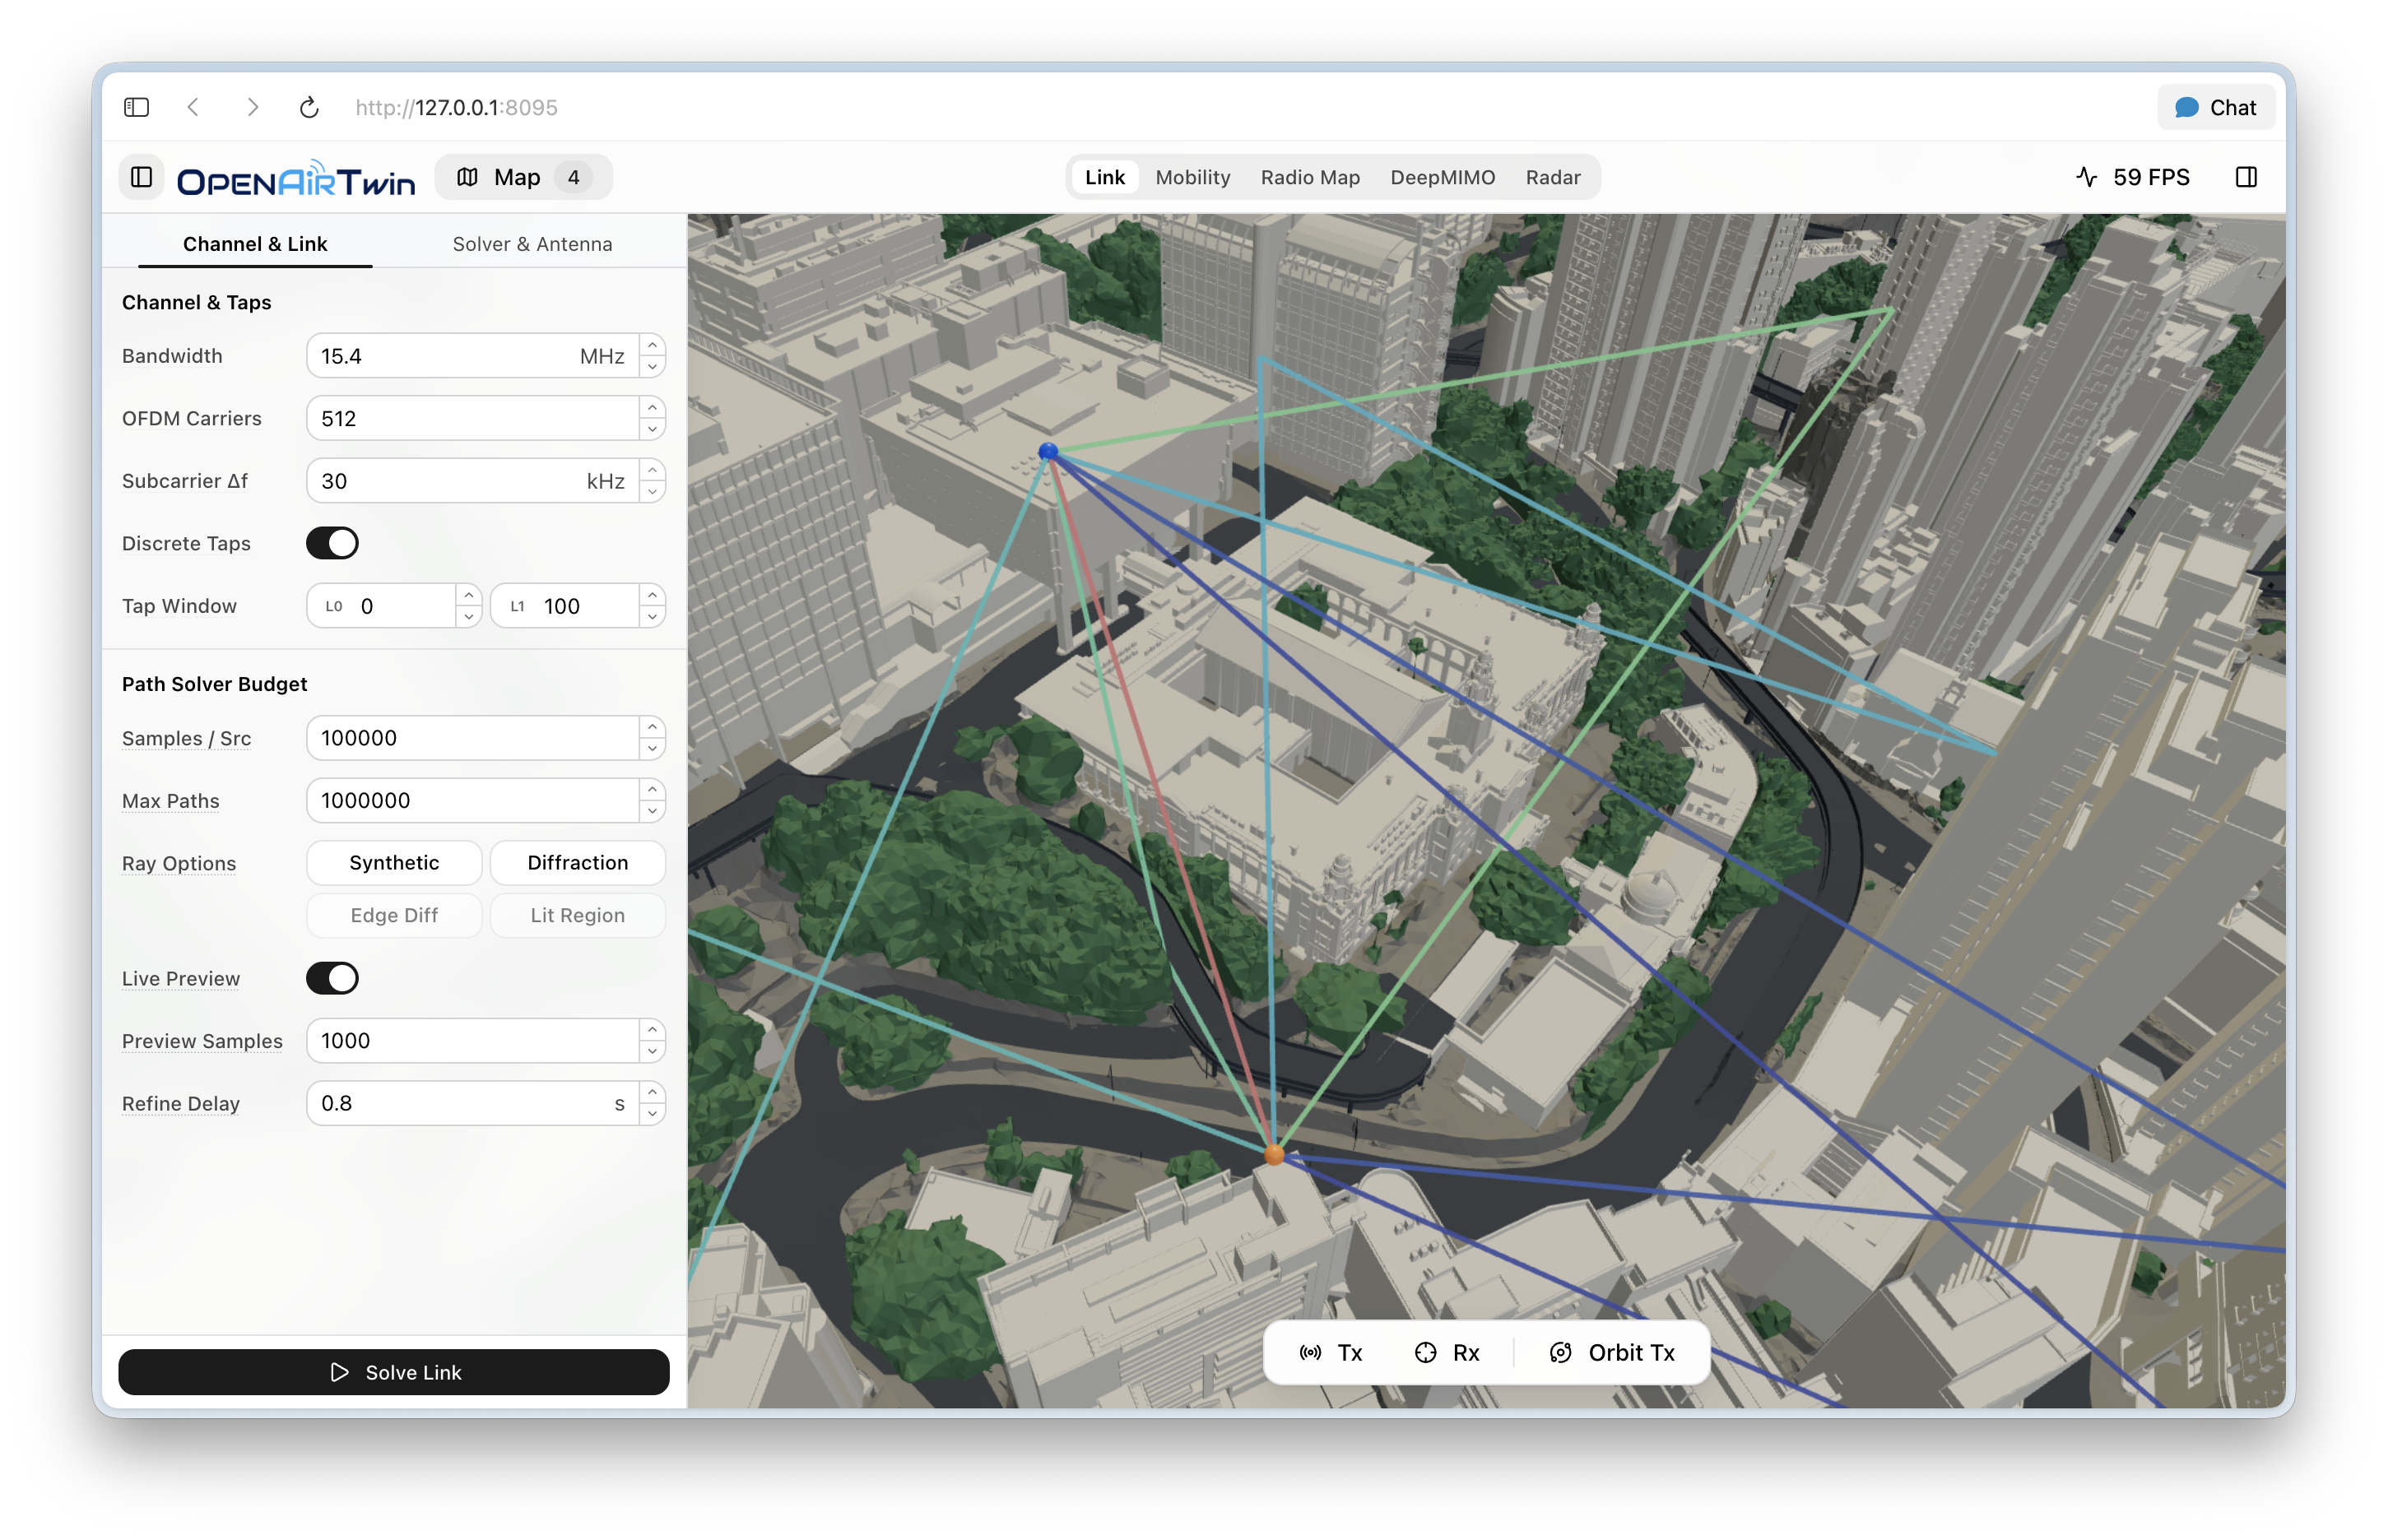 http://127.0.0.1:8095
Chat
OPENAIRTWIN
Map 4
Link Mobility Radio Map DeepMIMO Radar
59 FPS
Channel & Link
Solver & Antenna
Channel & Taps
Bandwidth 15.4 MHz
OFDM Carriers 512
Subcarrier Δf 30 kHz
Discrete Taps
Tap Window L0 0 L1 100
Path Solver Budget
Samples / Src 100000
Max Paths 1000000
Ray Options Synthetic Diffraction
Edge Diff Lit Region
Live Preview
Preview Samples 1000
Refine Delay 0.8 s
Solve Link
Tx Rx Orbit Tx